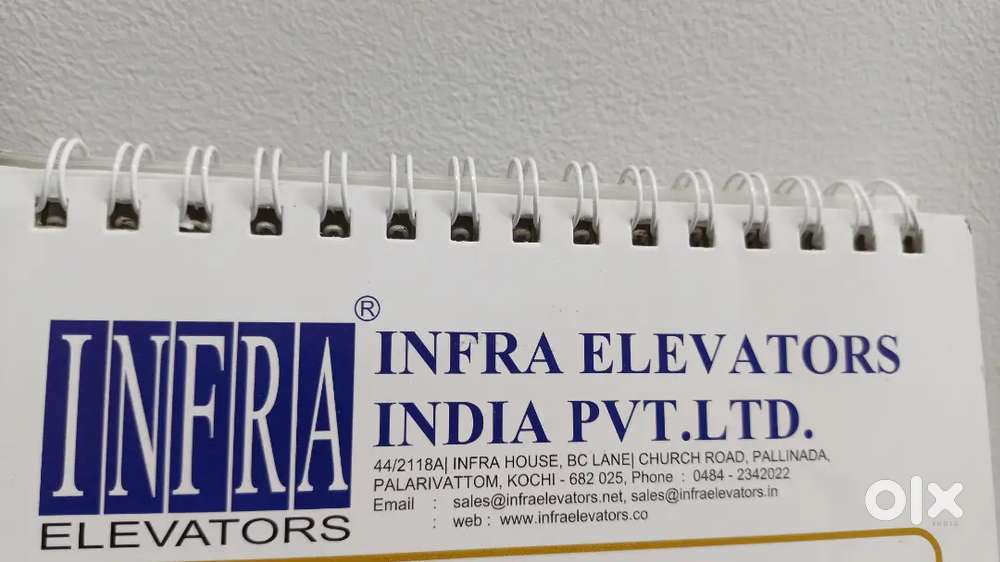 INFRA
ELEVATORS
®
INFRA ELEVATORS
INDIA PVT.LTD.
44/2118A| INFRA HOUSE, BC LANE| CHURCH ROAD, PALLINADA,
PALARIVATTOM, KOCHI - 682 025, Phone : 0484 - 2342022
Email : sales@infraelevators.net, sales@infraelevators.in
: web : www.infraelevators.co
olx
INDIA